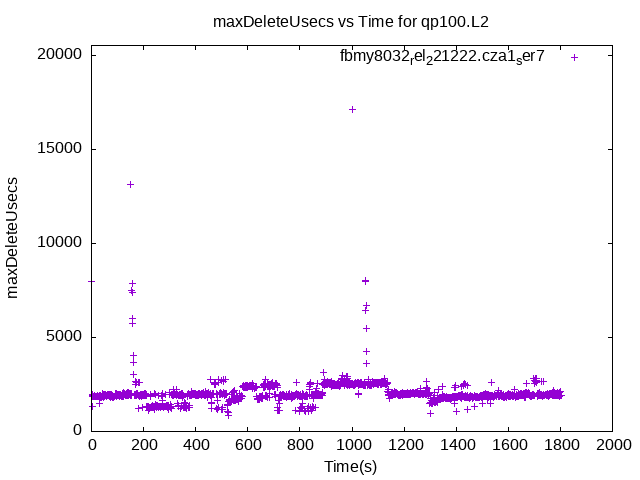 maxDeleteUsecs vs Time for qp100.L2
fbmy8032rel221222.cza1ser7
20000
15000
10000
5000
0
maxDeleteUsecs
0 200 400 600 800 1000 1200 1400 1600 1800 2000
Time(s)